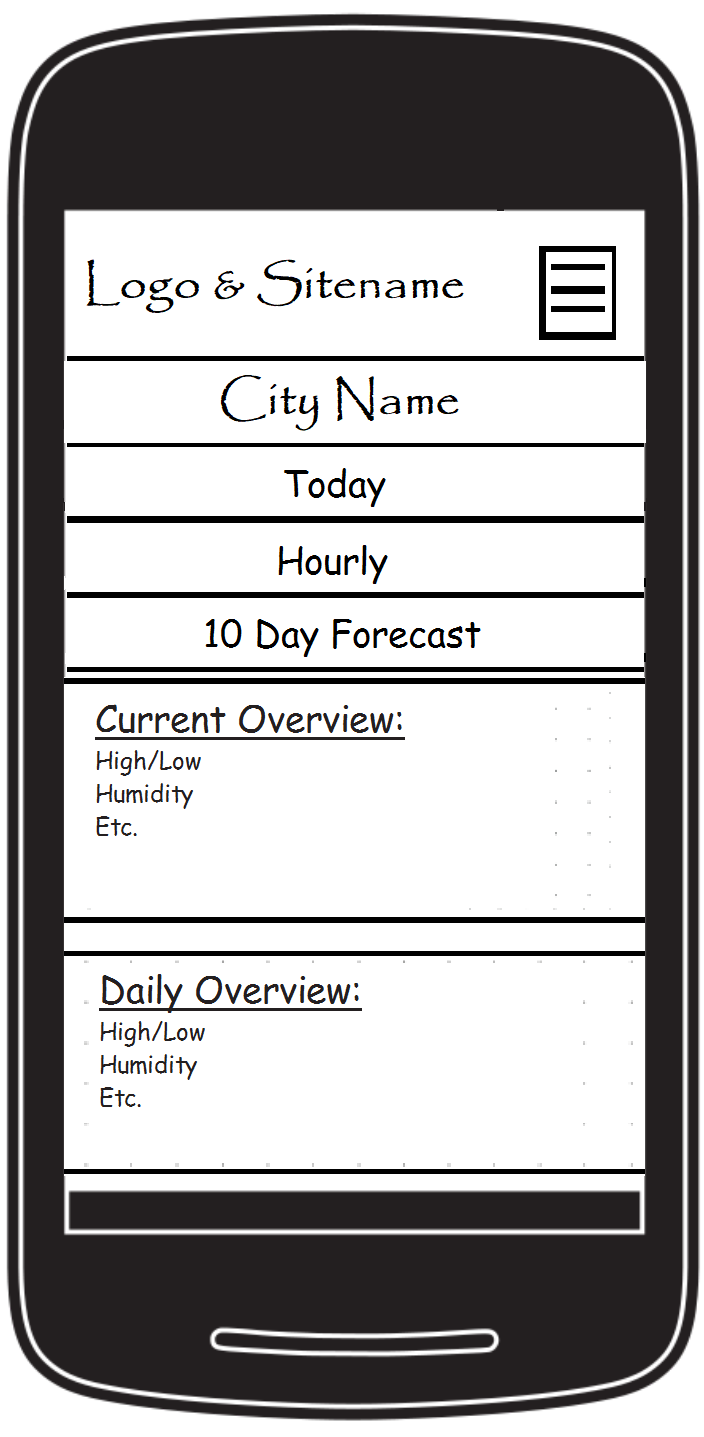 Logo & Sitename
City Name
Today
Hourly
10 Day Forecast
Current Overview:
High/Low
Humidity
Etc.
Daily Overview:
High/Low
Humidity
Etc.